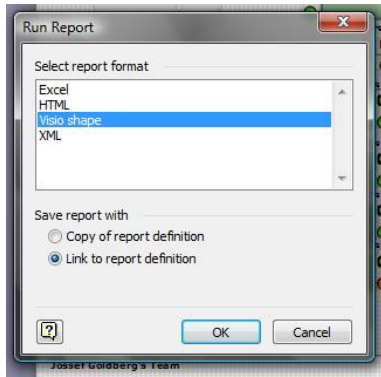 Run Report
Select report format
Excel
HTML
Visio shape
XML
Save report with
Copy of report definition
Link to report definition
OK
Cancel
Jossef Goldberg's Team